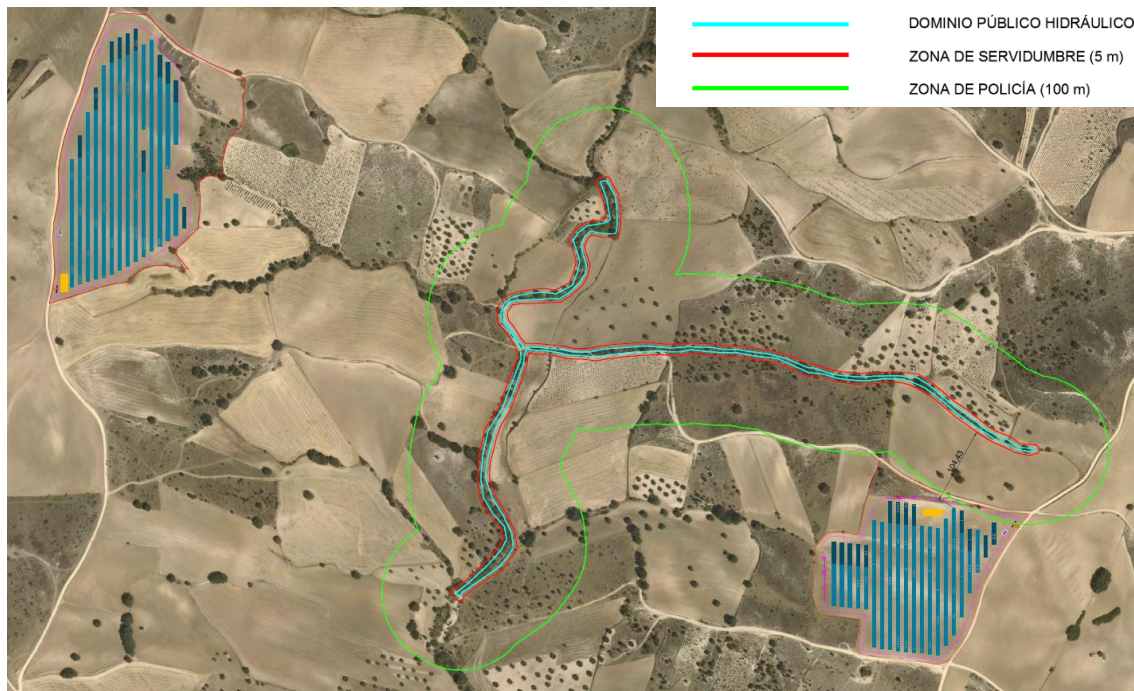 DOMINIO PÚBLICO HIDRÁULICO
ZONA DE SERVIDUMBRE (5 m)
ZONA DE POLICÍA (100 m)
104,43